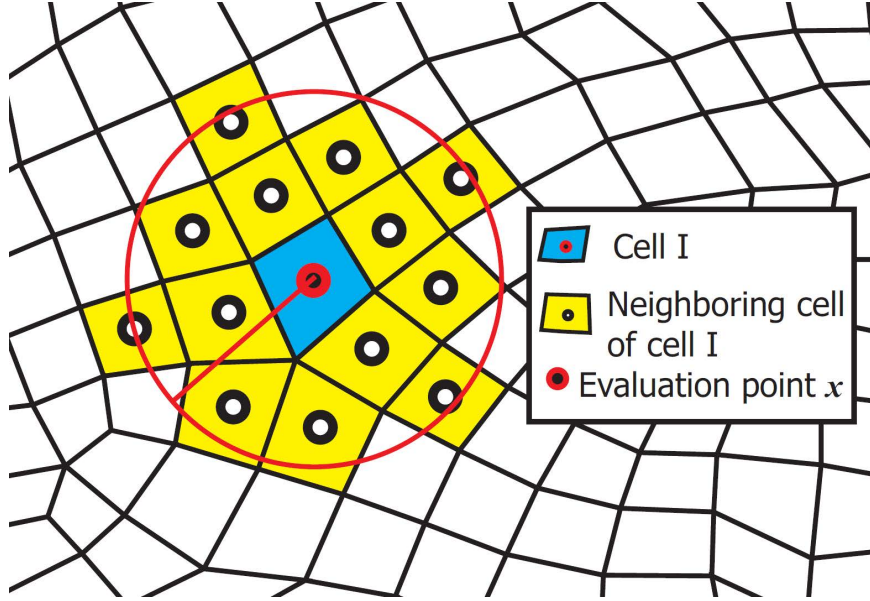 Cell I
Neighboring cell
of cell I
Evaluation point x